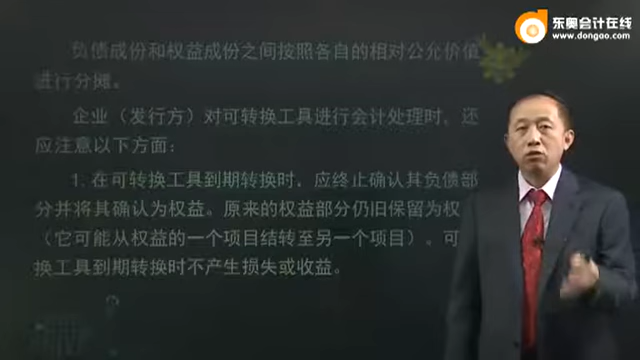 东奥会计在线
www.dongao.com
负债成份和权益成份之间按照各自的相对公允价值
进行分摊。
企业（发行方）对可转换工具进行会计处理时，还
应注意以下方面：
1. 在可转换工具到期转换时，应终止确认其负债部
分并将其确认为权益。原来的权益部分仍旧保留为权
（它可能从权益的一个项目结转至另一个项目）。可
换工具到期转换时不产生损失或收益。